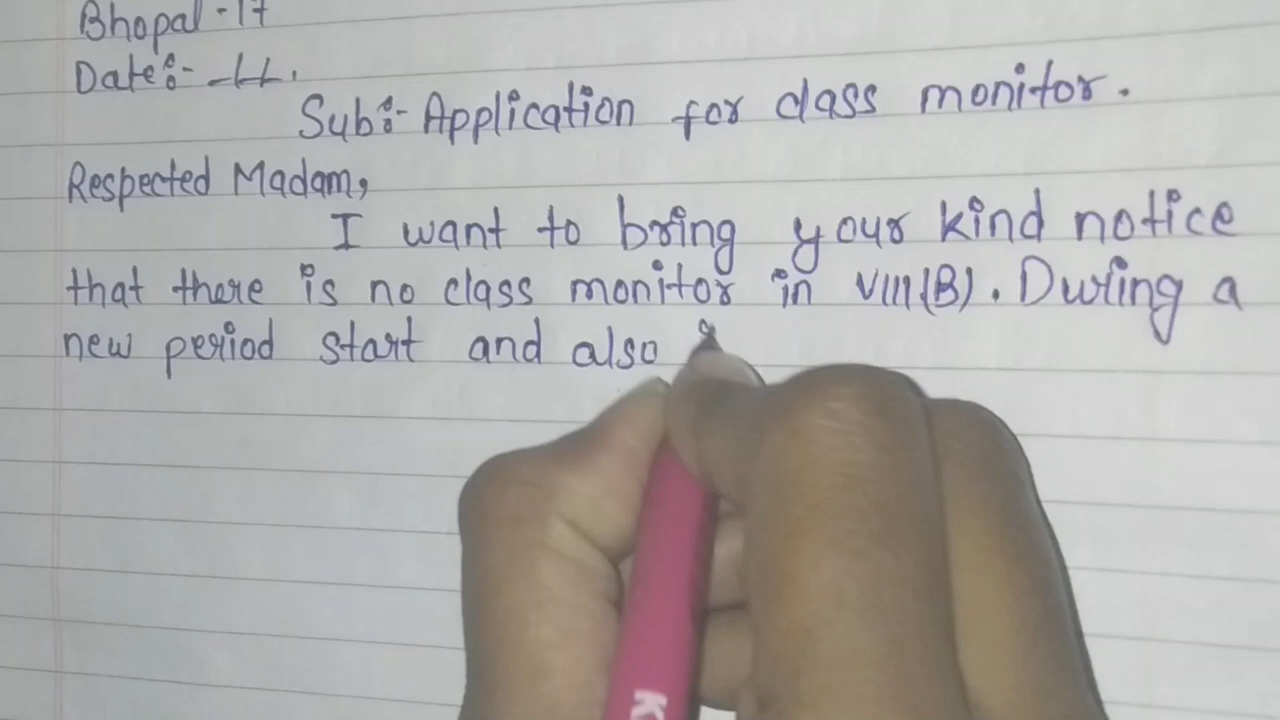 Bhopal - 17
Date:-
Sub:- Application for class monitor.
Respected Madam,
I want to bring your kind notice
that there is no class monitor in VIII(B). During a
new period start and also
K